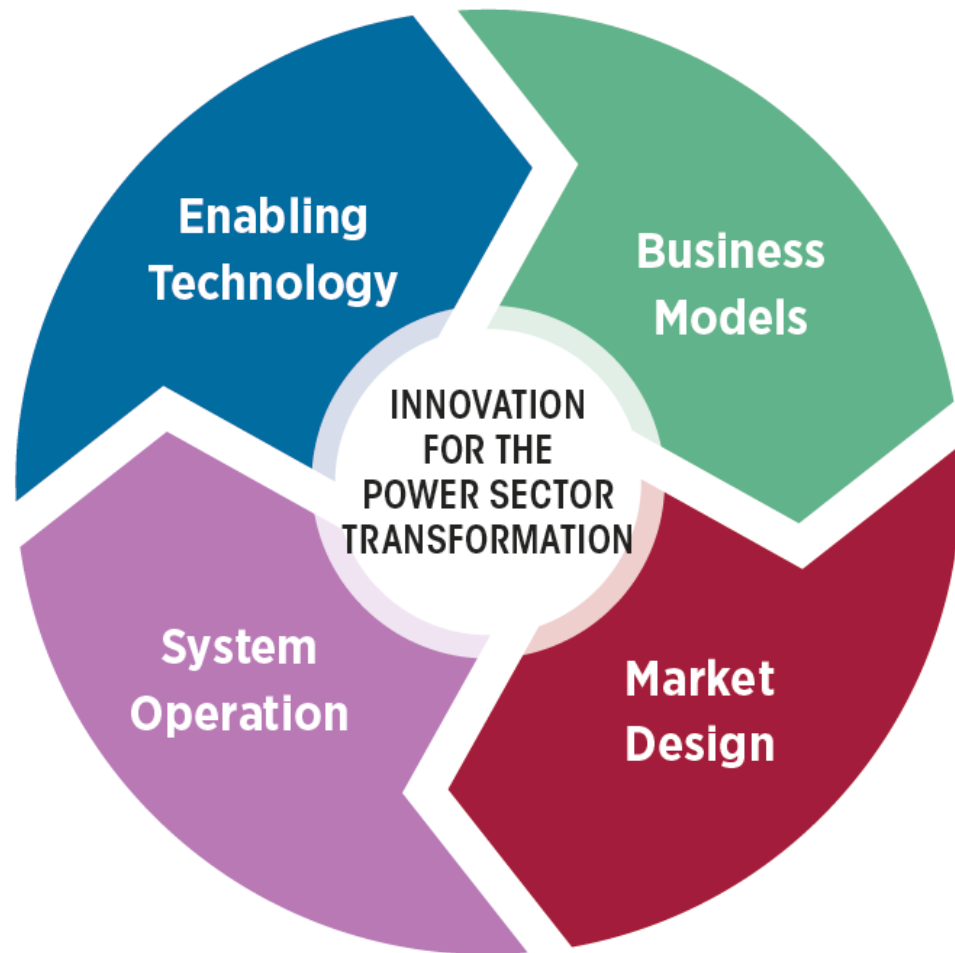 Enabling
Technology
Business
Models
INNOVATION
FOR THE
POWER SECTOR
TRANSFORMATION
System
Operation
Market
Design